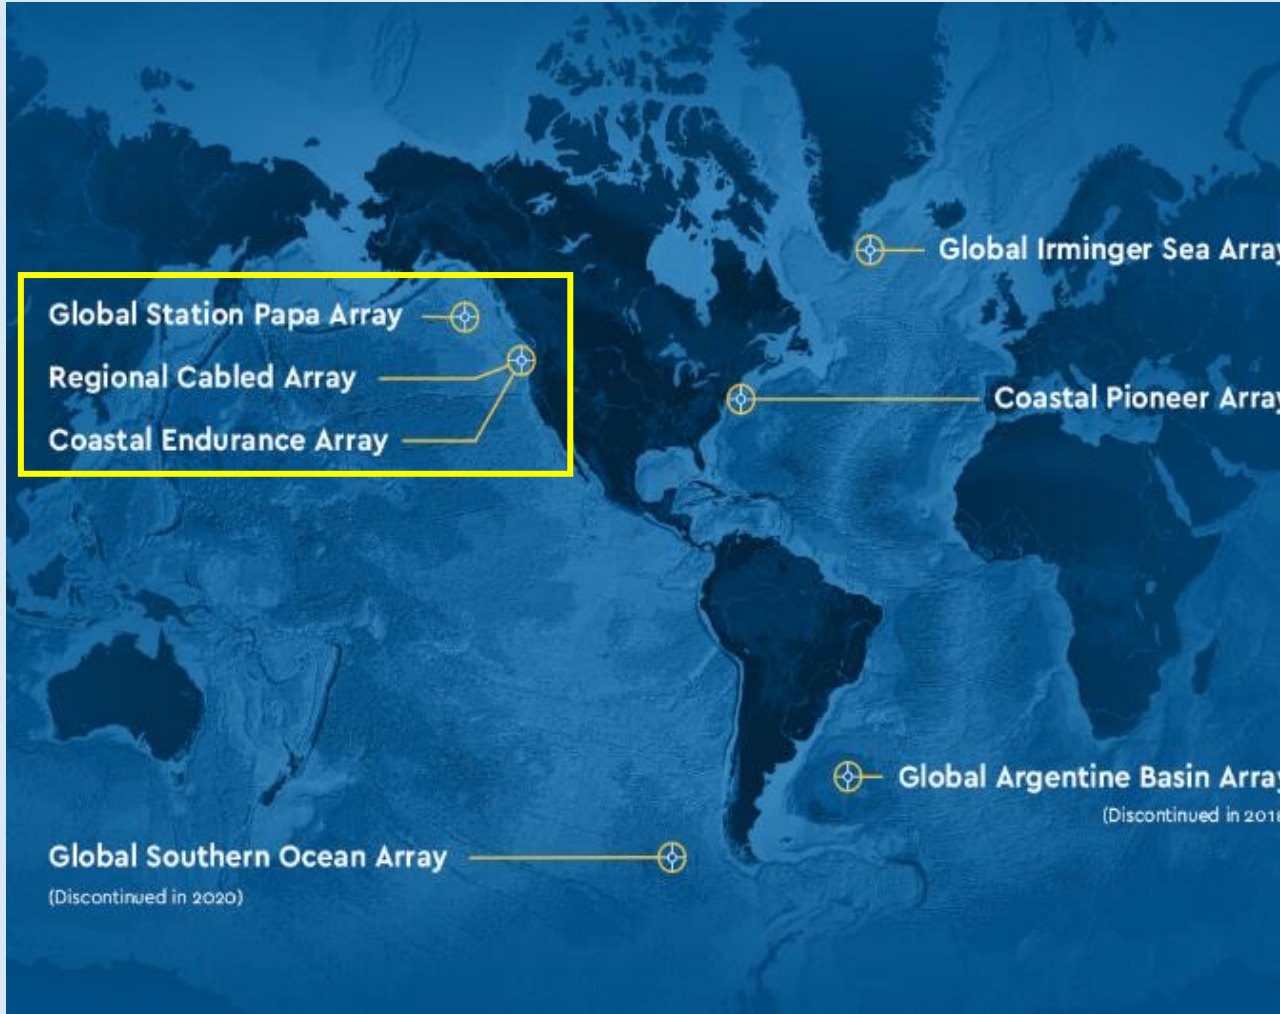 Global Irminger Sea Array
Global Station Papa Array
Regional Cabled Array
Coastal Pioneer Array
Coastal Endurance Array
Global Argentine Basin Array
(Discontinued in 201
Global Southern Ocean Array
(Discontinued in 2020)